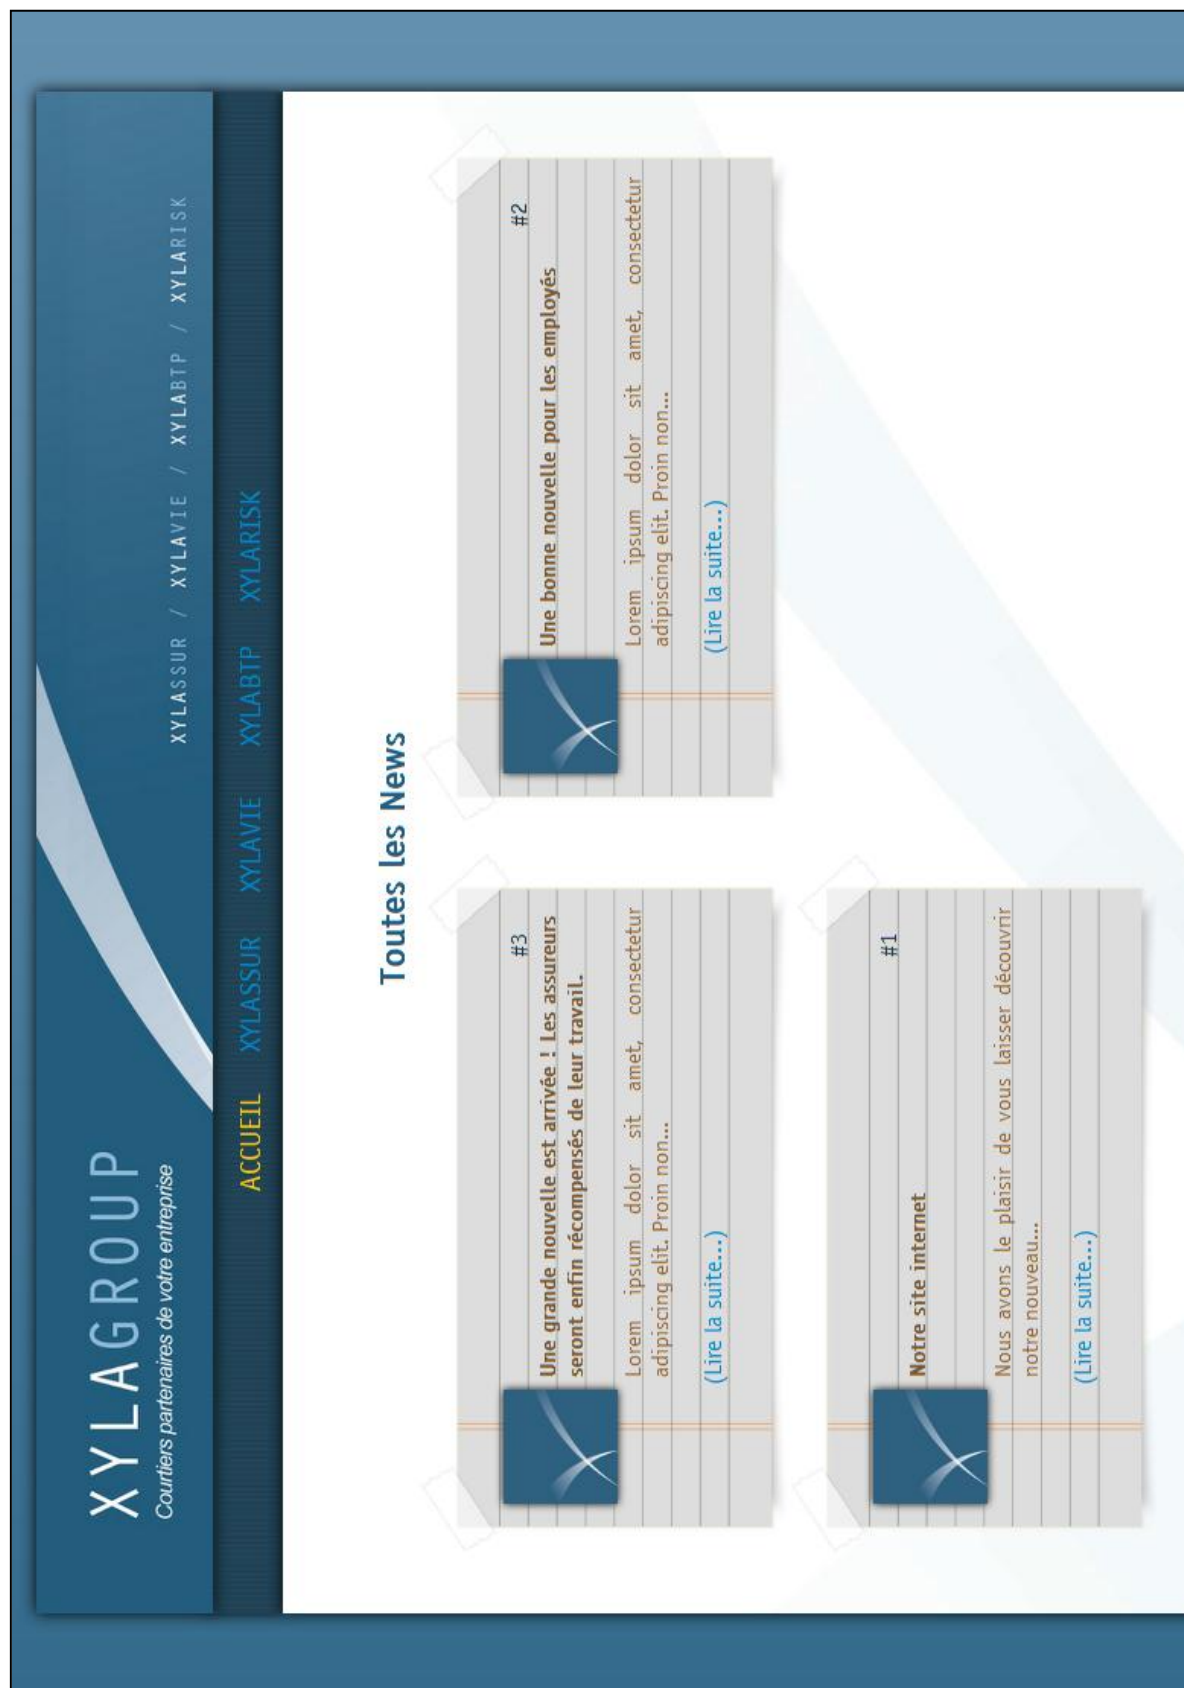 XYLAGROUP
Courtiers partenaires de votre entreprise
XYLASSUR / XYLAVIE / XYLABTP / XYLARISK
ACCUEIL XYLASSUR XYLAVIE XYLABTP XYLARISK
Toutes les News
#3
Une grande nouvelle est arrivée ! Les assureurs
seront enfin récompensés de leur travail.
Lorem ipsum dolor sit amet, consectetur
adipiscing elit. Proin non...
(Lire la suite...)
#2
Une bonne nouvelle pour les employés
Lorem ipsum dolor sit amet, consectetur
adipiscing elit. Proin non...
(Lire la suite...)
#1
Notre site internet
Nous avons le plaisir de vous laisser découvrir
notre nouveau...
(Lire la suite...)